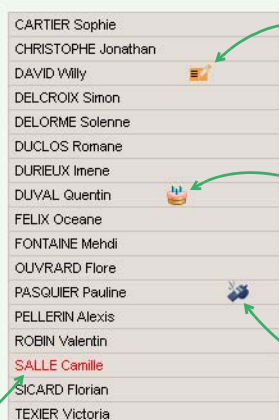 CARTIER Sophie
CHRISTOPHE Jonathan
DAVID Willy
DELCROIX Simon
DELORME Solenne
DUCLOS Romane
DURIEUX Imene
DUVAL Quentin
FELIX Oceane
FONTAINE Mehdi
OUVRARD Flore
PASQUIER Pauline
PELLERIN Alexis
ROBIN Valentin
SALLE Camille
SICARD Florian
TEXIER Victoria